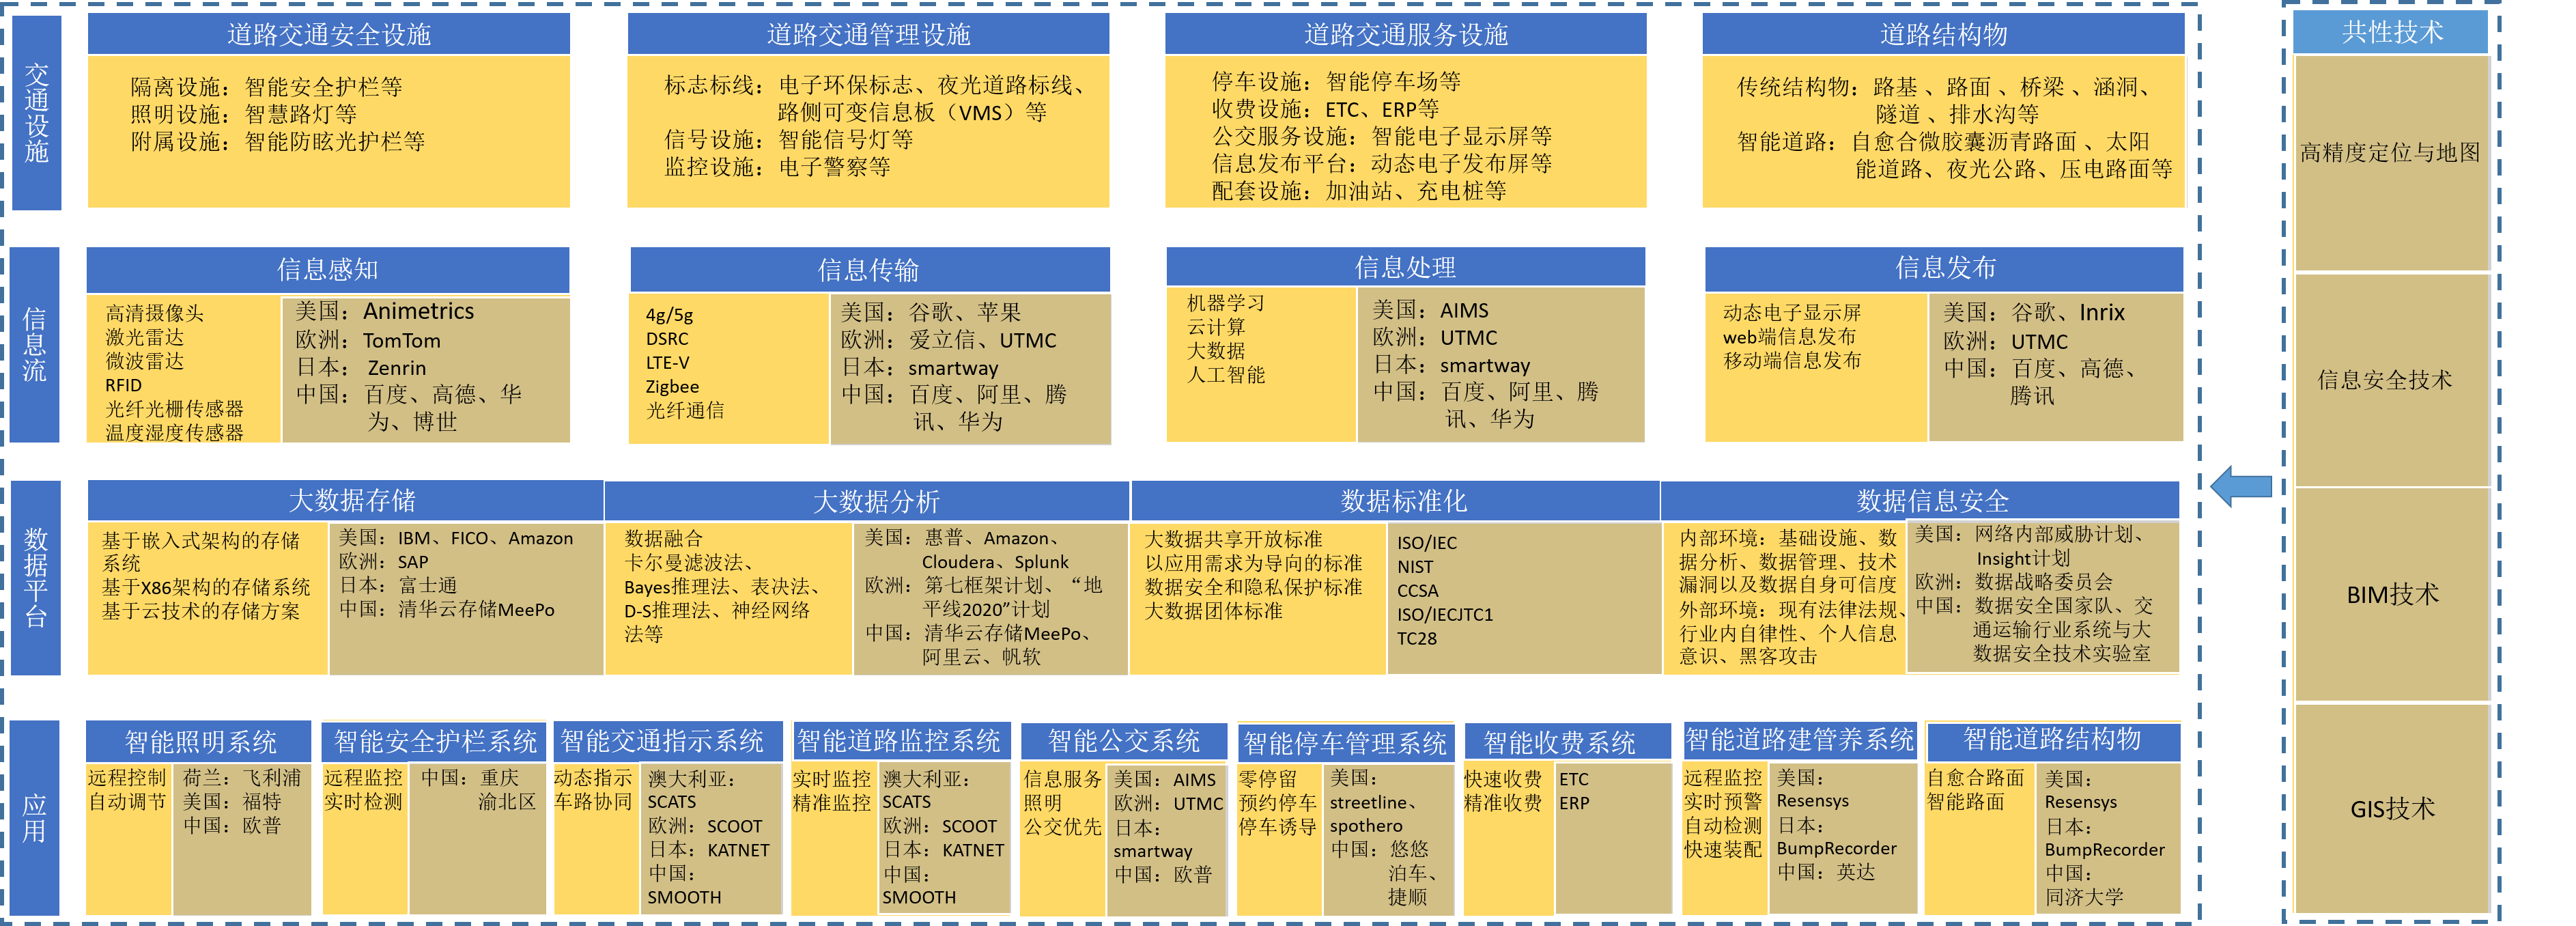 交通设施
道路交通安全设施
隔离设施：智能安全护栏等
照明设施：智慧路灯等
附属设施：智能防眩光护栏等
道路交通管理设施
标志标线：电子环保标志、夜光道路标线、
路侧可变信息板（VMS）等
信号设施：智能信号灯等
监控设施：电子警察等
道路交通服务设施
停车设施：智能停车场等
收费设施：ETC、ERP等
公交服务设施：智能电子显示屏等
信息发布平台：动态电子发布屏等
配套设施：加油站、充电桩等
道路结构物
传统结构物：路基 、路面 、桥梁 、涵洞、
隧道 、排水沟等
智能道路：自愈合微胶囊沥青路面 、太阳
能道路、夜光公路、压电路面等
信息流
信息感知
高清摄像头
激光雷达
微波雷达
RFID
光纤光栅传感器
温度湿度传感器
美国：Animetrics
欧洲：TomTom
日本： Zenrin
中国：百度、高德、华
为、博世
信息传输
4g/5g
DSRC
LTE-V
Zigbee
光纤通信
美国：谷歌、苹果
欧洲：爱立信、UTMC
日本：smartway
中国：百度、阿里、腾
讯、华为
信息处理
机器学习
云计算
大数据
人工智能
美国：AIMS
欧洲：UTMC
日本：smartway
中国：百度、阿里、腾
讯、华为
信息发布
动态电子显示屏
web端信息发布
移动端信息发布
美国：谷歌、Inrix
欧洲：UTMC
中国：百度、高德、
腾讯
数据平台
大数据存储
基于嵌入式架构的存储
系统
基于X86架构的存储系统
基于云技术的存储方案
美国：IBM、FICO、Amazon
欧洲：SAP
日本：富士通
中国：清华云存储MeePo
大数据分析
数据融合
卡尔曼滤波法、
Bayes推理法、表决法、
D-S推理法、神经网络
法等
美国：惠普、Amazon、
Cloudera、Splunk
欧洲：第七框架计划、“地
平线2020”计划
中国：清华云存储MeePo、
阿里云、帆软
数据标准化
大数据共享开放标准
以应用需求为导向的标准
数据安全和隐私保护标准
大数据团体标准
ISO/IEC
NIST
CCSA
ISO/IECJTC1
TC28
数据信息安全
内部环境：基础设施、数
据分析、数据管理、技术
漏洞以及数据自身可信度
外部环境：现有法律法规、
行业内自律性、个人信息
意识、黑客攻击
美国：网络内部威胁计划、
Insight计划
欧洲：数据战略委员会
中国：数据安全国家队、交
通运输行业系统与大
数据安全技术实验室
应用
智能照明系统
远程控制
自动调节
荷兰：飞利浦
美国：福特
中国：欧普
智能安全护栏系统
远程监控
实时检测
中国：重庆
渝北区
智能交通指示系统
动态指示
车路协同
澳大利亚：
SCATS
欧洲：SCOOT
日本：KATNET
中国：
SMOOTH
智能道路监控系统
实时监控
精准监控
澳大利亚：
SCATS
欧洲：SCOOT
日本：KATNET
中国：
SMOOTH
智能公交系统
信息服务
照明
公交优先
美国：AIMS
欧洲：UTMC
日本：
smartway
中国：欧普
智能停车管理系统
零停留
预约停车
停车诱导
美国：
streetline、
spothero
中国：悠悠
泊车、
捷顺
智能收费系统
快速收费
精准收费
ETC
ERP
智能道路建管养系统
远程监控
实时预警
自动检测
快速装配
美国：
Resensys
日本：
BumpRecorder
中国：英达
智能道路结构物
自愈合路面
智能路面
美国：
Resensys
日本：
BumpRecorder
中国：
同济大学
共性技术
高精度定位与地图
信息安全技术
BIM技术
GIS技术